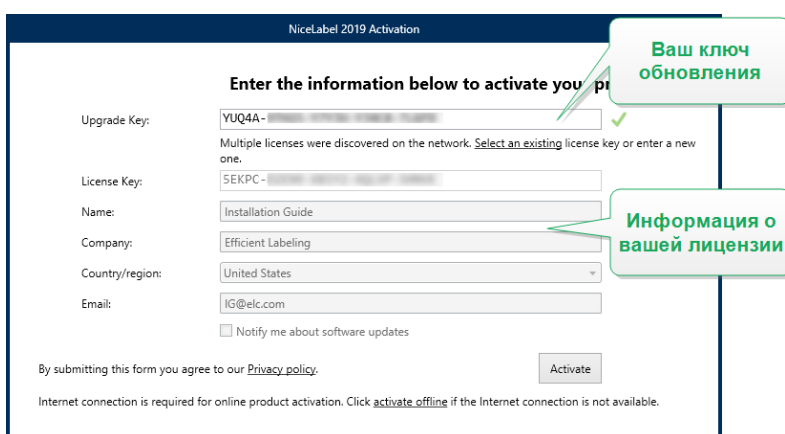 NiceLabel 2019 Activation
Ваш ключ
обновления
Enter the information below to activate your
Upgrade Key:
YUQ4A-
Multiple licenses were discovered on the network. Select an existing license key or enter a new
one.
License Key:
5EKPC-
Name:
Installation Guide
Информация о
вашей лицензии
Company:
Efficient Labeling
Country/region:
United States
Email:
IG@elc.com
Notify me about software updates
By submitting this form you agree to our Privacy policy.
Activate
Internet connection is required for online product activation. Click activate offline if the Internet connection is not available.